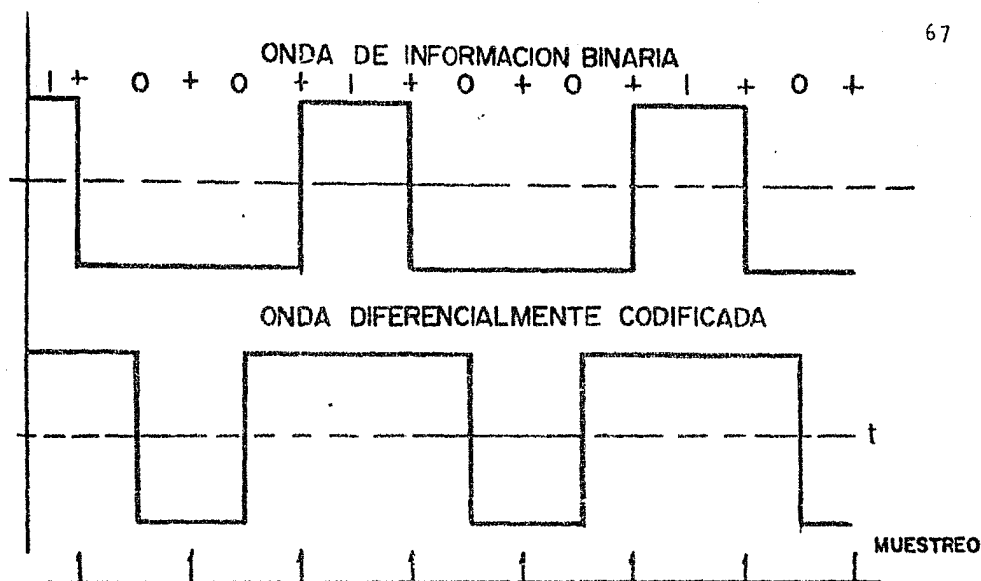 67
ONDA DE INFORMACION BINARIA
1 + 0 + 0 + 1 + 0 + 0 + 1 + 0 +
ONDA DIFERENCIALMENTE CODIFICADA
t
MUESTREO